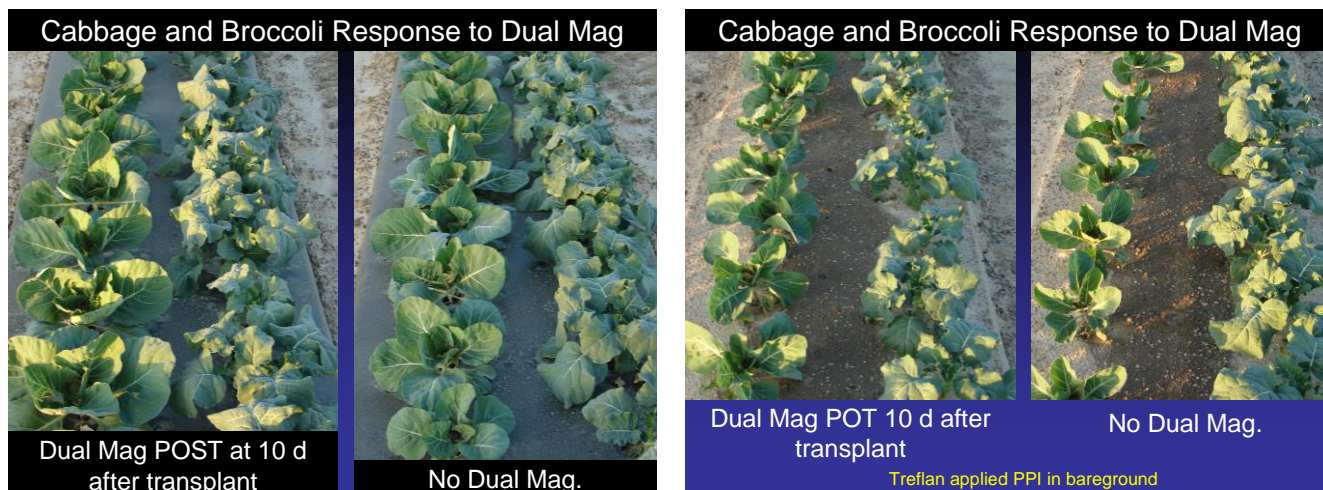 Cabbage and Broccoli Response to Dual Mag
Dual Mag POST at 10 d
after transplant
No Dual Mag.
Cabbage and Broccoli Response to Dual Mag
Dual Mag POT 10 d after
transplant
No Dual Mag.
Treflan applied PPI in bareground